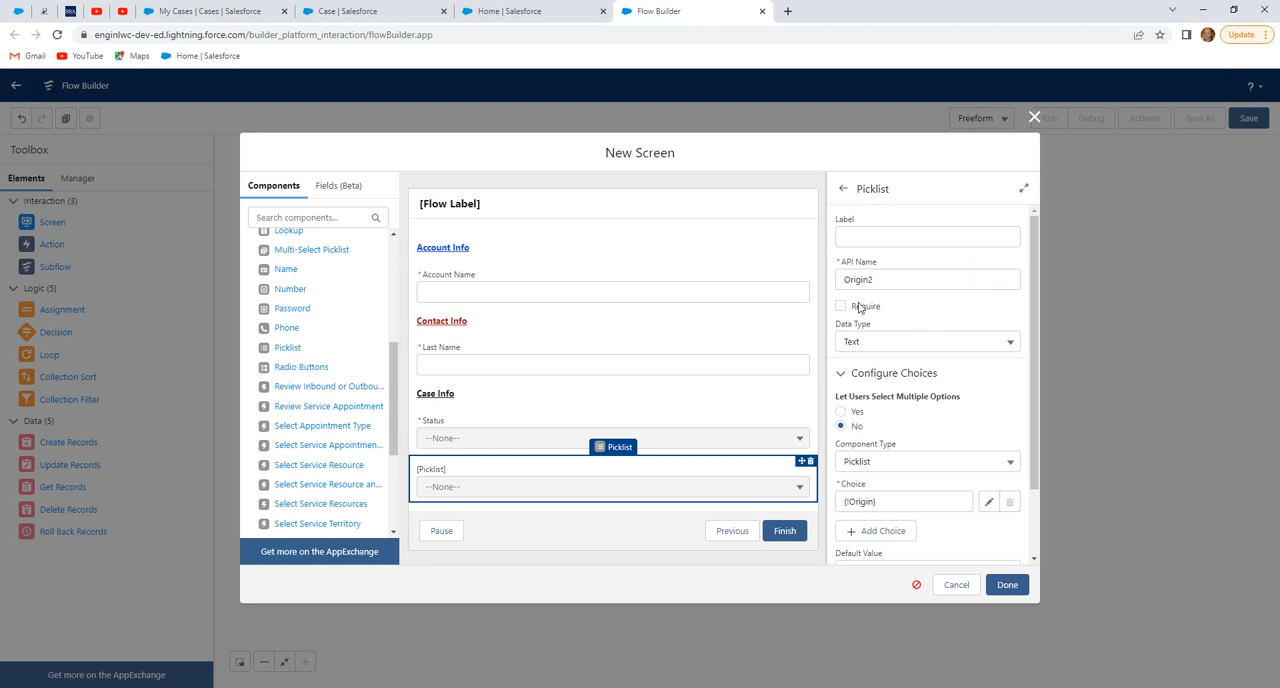 My Cases | Cases | Salesforce
Case | Salesforce
Home | Salesforce
Flow Builder
enginlwc-dev-ed.lightning.force.com/builder_platform_interaction/flowBuilder.app
Update
Gmail
YouTube
Maps
Home | Salesforce
Flow Builder
?
Freeform
Run
Debug
Activate
Save As
Save
Toolbox
Elements
Manager
Interaction (3)
Screen
Action
Subflow
Logic (5)
Assignment
Decision
Loop
Collection Sort
Collection Filter
Data (5)
Create Records
Update Records
Get Records
Delete Records
Roll Back Records
Get more on the AppExchange
New Screen
Components
Fields (Beta)
Search components...
Lookup
Multi-Select Picklist
Name
Number
Password
Phone
Picklist
Radio Buttons
Review Inbound or Outbou...
Review Service Appointment
Select Appointment Type
Select Service Appointmen...
Select Service Resource
Select Service Resource an...
Select Service Resources
Select Service Territory
Get more on the AppExchange
[Flow Label]
Account Info
* Account Name
Contact Info
* Last Name
Case Info
* Status
--None--
Picklist
[Picklist]
--None--
Pause
Previous
Finish
Picklist
Label
* API Name
Origin2
Require
Data Type
Text
Configure Choices
Let Users Select Multiple Options
Yes
No
Component Type
Picklist
* Choice
{!Origin}
+ Add Choice
Default Value
Cancel
Done